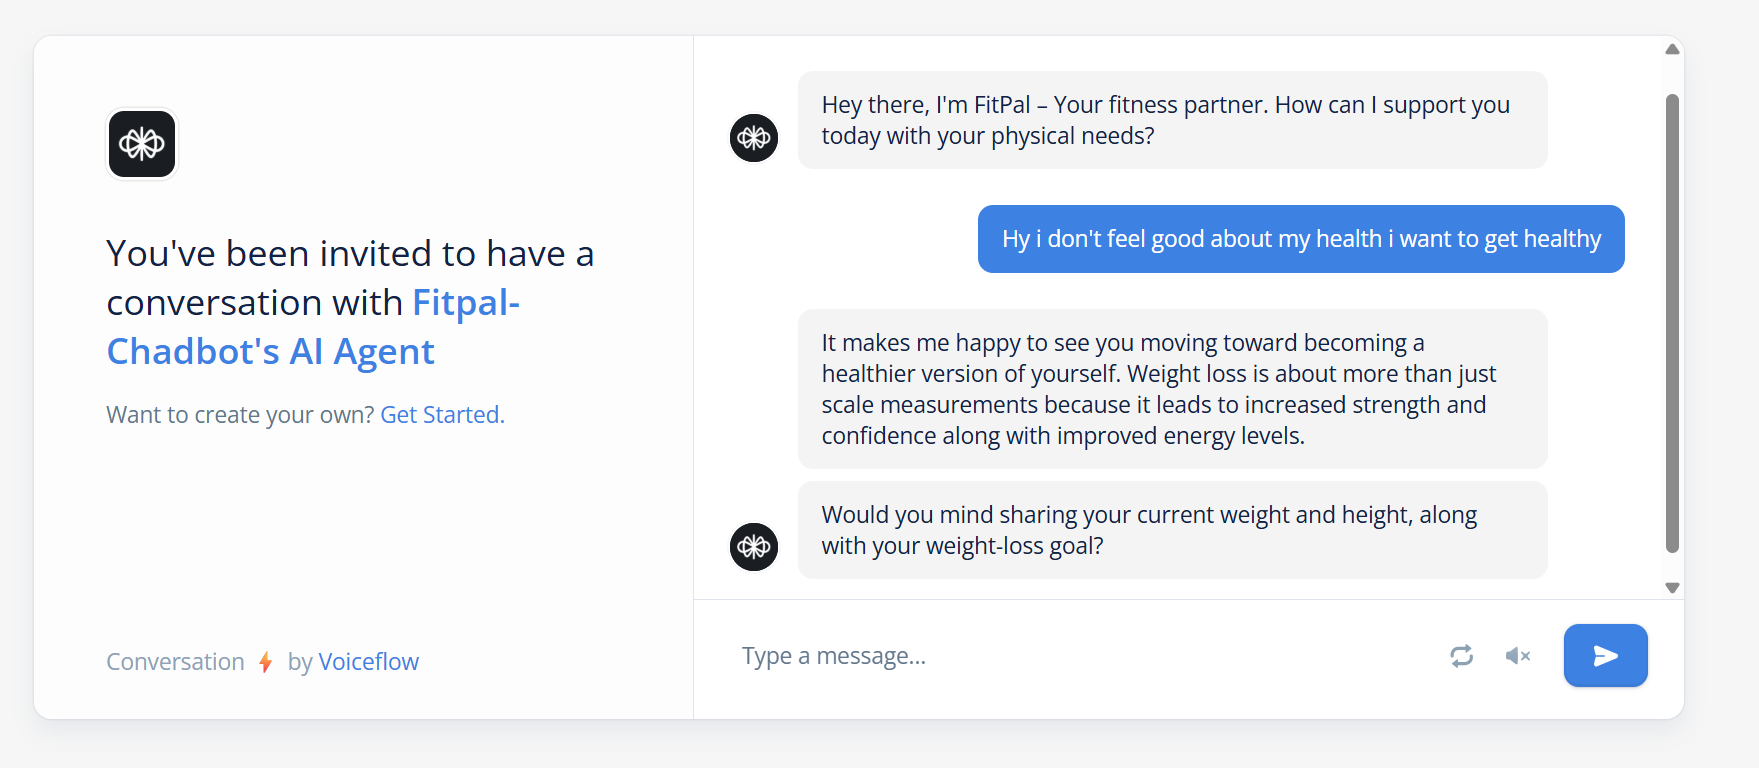 You've been invited to have a
conversation with Fitpal-
Chadbot's AI Agent
Want to create your own? Get Started.
Conversation by Voiceflow
Hey there, I'm FitPal – Your fitness partner. How can I support you
today with your physical needs?
Hy i don't feel good about my health i want to get healthy
It makes me happy to see you moving toward becoming a
healthier version of yourself. Weight loss is about more than just
scale measurements because it leads to increased strength and
confidence along with improved energy levels.
Would you mind sharing your current weight and height, along
with your weight-loss goal?
Type a message...